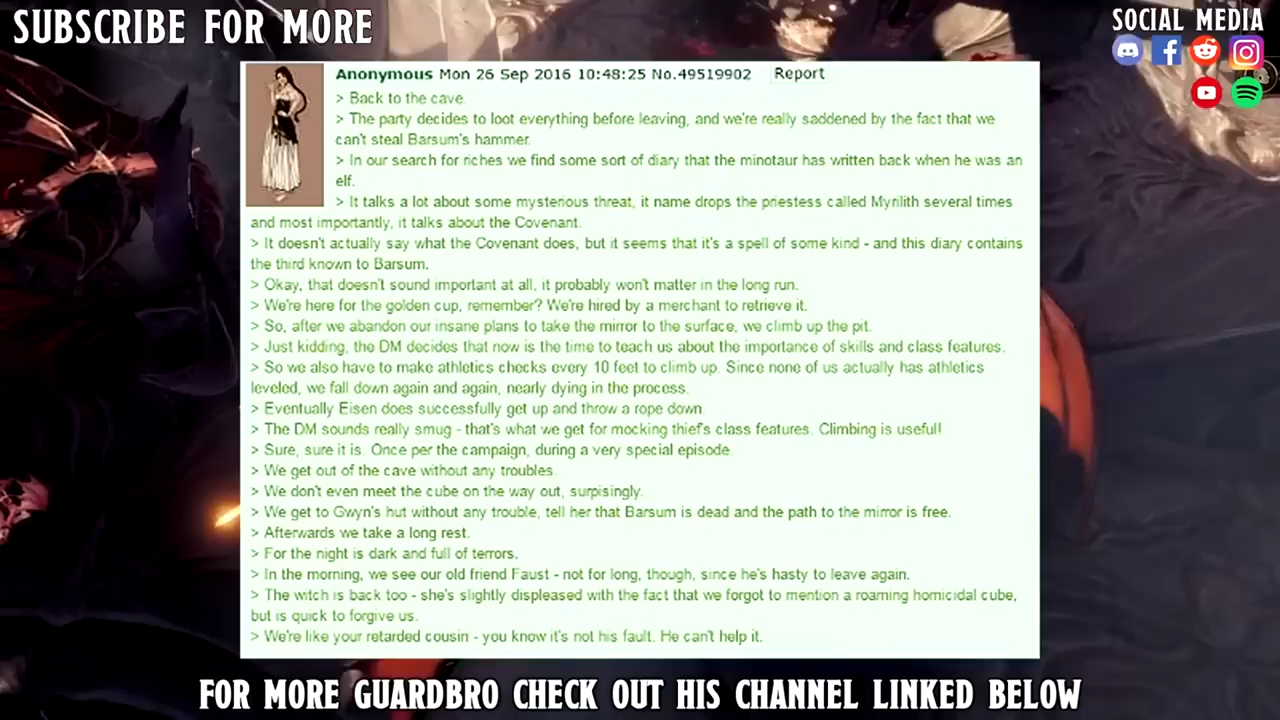 SUBSCRIBE FOR MORE
SOCIAL MEDIA
Anonymous Mon 26 Sep 2016 10:48:25 No.49519902 Report
> Back to the cave.
> The party decides to loot everything before leaving, and we're really saddened by the fact that we
can't steal Barsum's hammer.
> In our search for riches we find some sort of diary that the minotaur has written back when he was an
elf.
> It talks a lot about some mysterious threat, it name drops the priestess called Myrilith several times
and most importantly, it talks about the Covenant.
> It doesn't actually say what the Covenant does, but it seems that it's a spell of some kind - and this diary contains
the third known to Barsum.
> Okay, that doesn't sound important at all, it probably won't matter in the long run.
> We're here for the golden cup, remember? We're hired by a merchant to retrieve it.
> So, after we abandon our insane plans to take the mirror to the surface, we climb up the pit.
> Just kidding, the DM decides that now is the time to teach us about the importance of skills and class features.
> So we also have to make athletics checks every 10 feet to climb up. Since none of us actually has athletics
leveled, we fall down again and again, nearly dying in the process.
> Eventually Eisen does successfully get up and throw a rope down.
> The DM sounds really smug - that's what we get for mocking thief's class features. Climbing is useful!
> Sure, sure it is. Once per the campaign, during a very special episode.
> We get out of the cave without any troubles.
> We don't even meet the cube on the way out, surpisingly.
> We get to Gwyn's hut without any trouble, tell her that Barsum is dead and the path to the mirror is free.
> Afterwards we take a long rest.
> For the night is dark and full of terrors.
> In the morning, we see our old friend Faust - not for long, though, since he's hasty to leave again.
> The witch is back too - she's slightly displeased with the fact that we forgot to mention a roaming homicidal cube,
but is quick to forgive us.
> We're like your retarded cousin - you know it's not his fault. He can't help it.
FOR MORE GUARDBRO CHECK OUT HIS CHANNEL LINKED BELOW